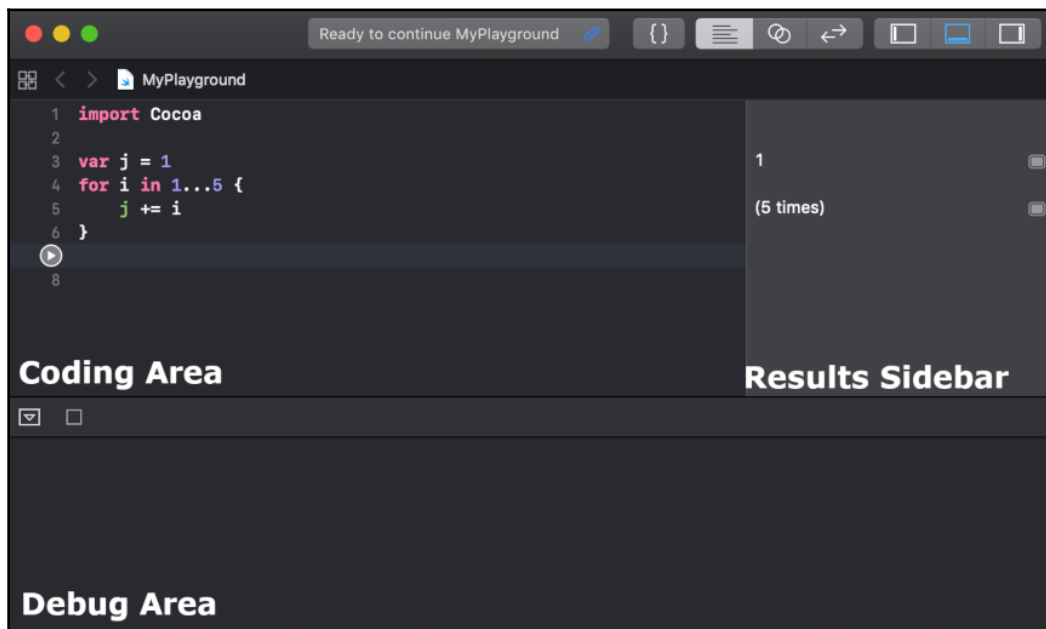 Ready to continue MyPlayground
{ }
MyPlayground
1 import Cocoa
2
3 var j = 1
1
4 for i in 1...5 {
5 j += i
(5 times)
6 }
8
Coding Area
Results Sidebar
Debug Area